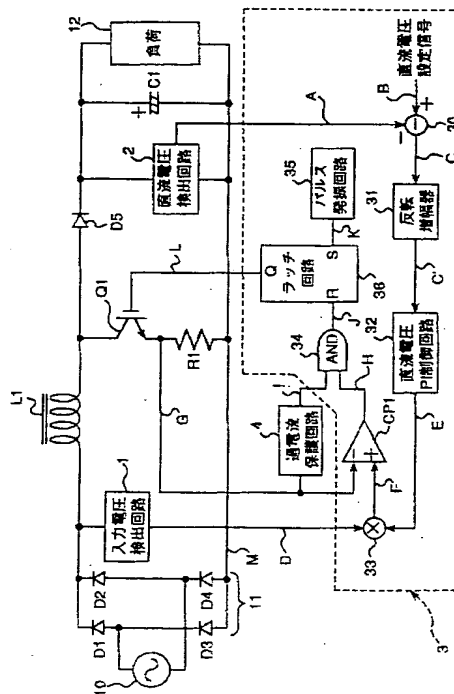 12
負荷
C1
+
直流電圧
設定信号
B
+
−
30
2
直流電圧
検出回路
A
C
D5
35
パルス
発振回路
31
反転
増幅器
K
Q1
L
Q
S
ラッチ
回路
R
36
C'
L1
R1
J
34
AND
32
直流電圧
PI制御回路
G
I
H
4
過電流
保護回路
CP1
E
−
+
F
1
入力電圧
検出回路
M
D
33
D1
D2
D3
D4
11
10
3